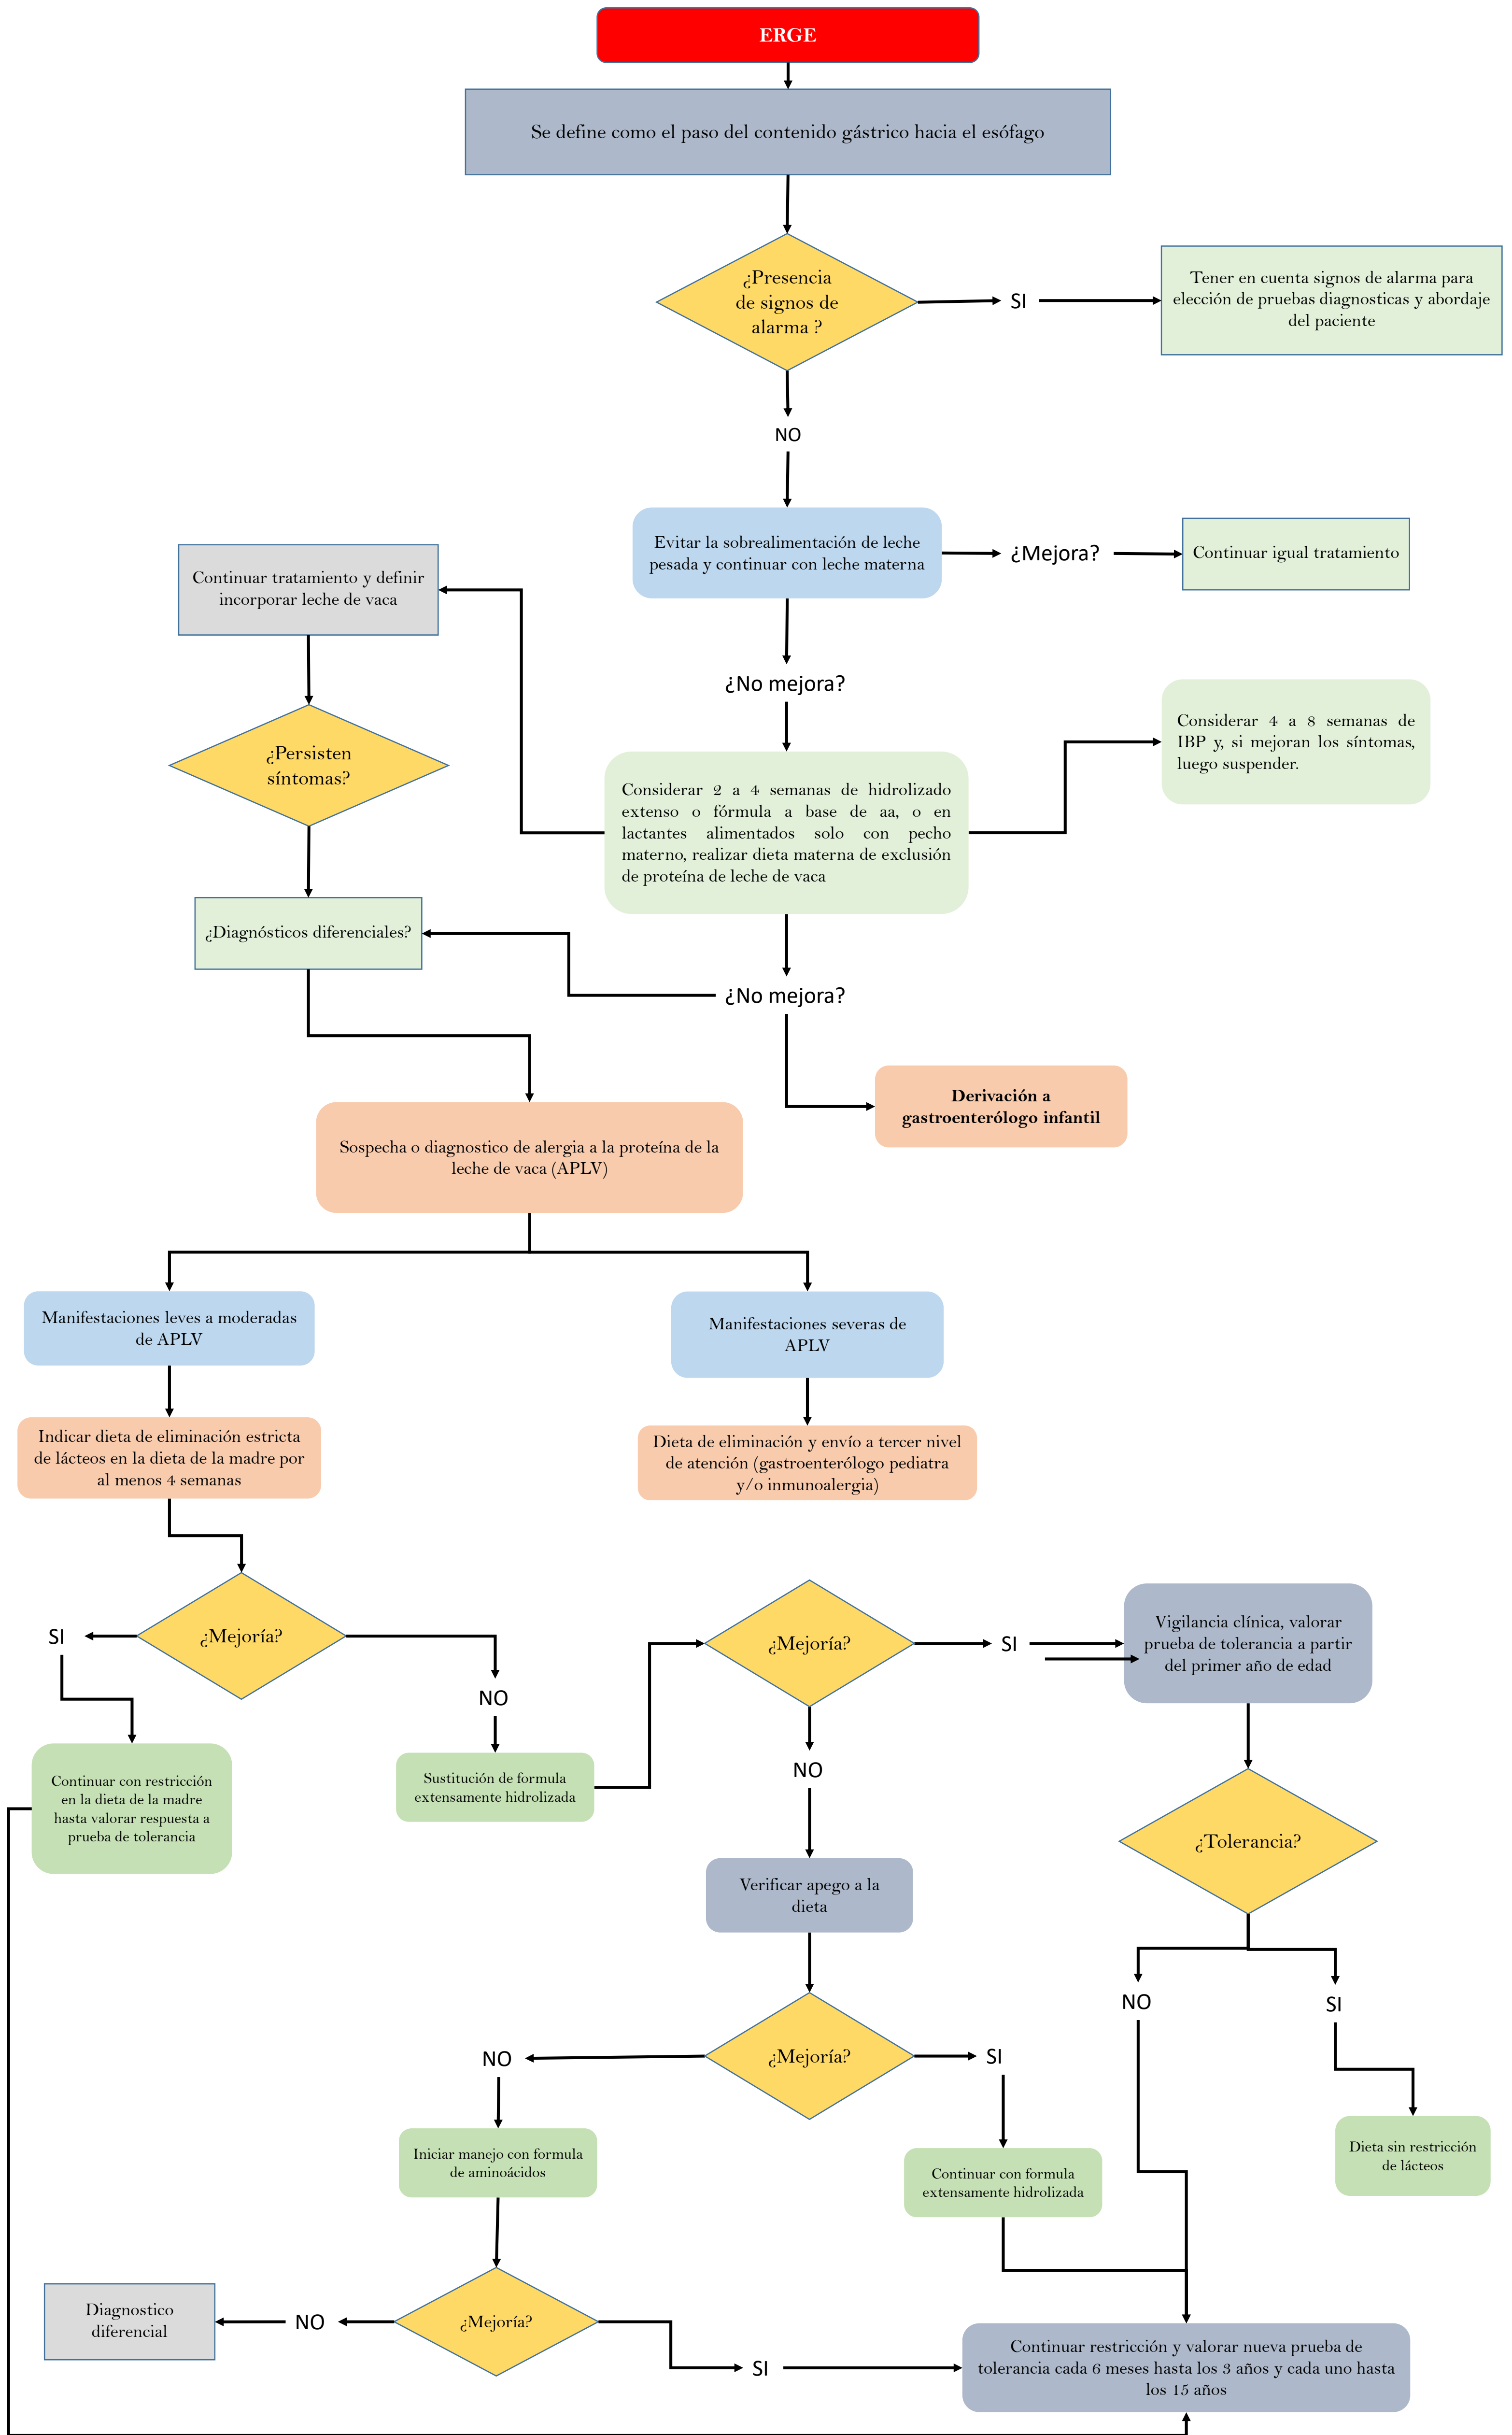 ERGE
Se define como el paso del contenido gástrico hacia el esófago
¿Presencia
de signos de
alarma ?
SI
Tener en cuenta signos de alarma para
elección de pruebas diagnosticas y abordaje
del paciente
NO
Evitar la sobrealimentación de leche
pesada y continuar con leche materna
¿Mejora?
Continuar igual tratamiento
Continuar tratamiento y definir
incorporar leche de vaca
¿No mejora?
¿Persisten
síntomas?
Considerar 2 a 4 semanas de hidrolizado
extenso o fórmula a base de aa, o en
lactantes alimentados solo con pecho
materno, realizar dieta materna de exclusión
de proteína de leche de vaca
Considerar 4 a 8 semanas de
IBP y, si mejoran los síntomas,
luego suspender.
¿Diagnósticos diferenciales?
¿No mejora?
Derivación a
gastroenterólogo infantil
Sospecha o diagnostico de alergia a la proteína de la
leche de vaca (APLV)
Manifestaciones leves a moderadas
de APLV
Manifestaciones severas de
APLV
Indicar dieta de eliminación estricta
de lácteos en la dieta de la madre por
al menos 4 semanas
Dieta de eliminación y envío a tercer nivel
de atención (gastroenterólogo pediatra
y/o inmunoalergia)
¿Mejoría?
SI
NO
Continuar con restricción
en la dieta de la madre
hasta valorar respuesta a
prueba de tolerancia
Sustitución de formula
extensamente hidrolizada
¿Mejoría?
SI
Vigilancia clínica, valorar
prueba de tolerancia a partir
del primer año de edad
NO
Verificar apego a la
dieta
¿Tolerancia?
NO
SI
Dieta sin restricción
de lácteos
¿Mejoría?
NO
SI
Iniciar manejo con formula
de aminoácidos
Continuar con formula
extensamente hidrolizada
¿Mejoría?
NO
Diagnostico
diferencial
SI
Continuar restricción y valorar nueva prueba de
tolerancia cada 6 meses hasta los 3 años y cada uno hasta
los 15 años